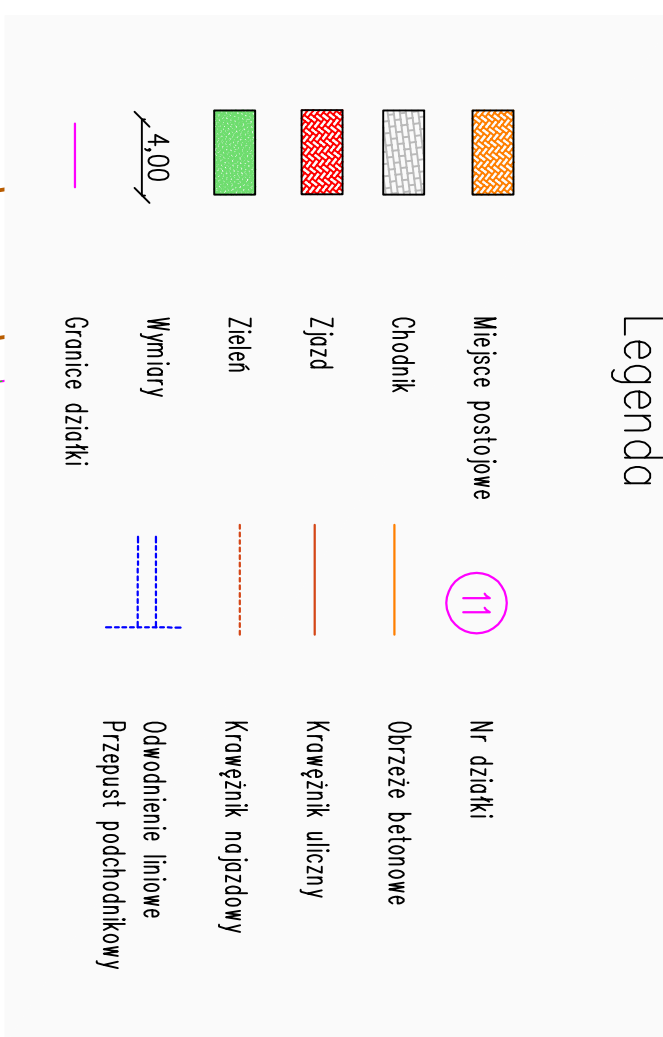 Legenda
Miejsce postojowe
Chodnik
Zjazd
Zieleń
4,00
Wymiary
Granice działki
11
Nr działki
Obrzeże betonowe
Krawężnik uliczny
Krawężnik najazdowy
Odwodnienie liniowe
Przepust podchodnikowy